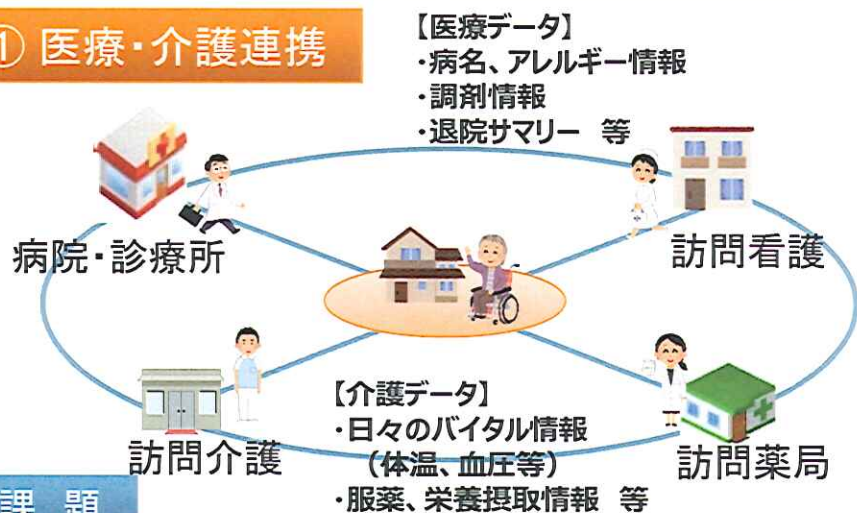 ① 医療・介護連携
【医療データ】
・病名、アレルギー情報
・調剤情報
・退院サマリー 等
病院・診療所
訪問看護
訪問介護
【介護データ】
・日々のバイタル情報
(体温、血圧等)
・服薬、栄養摂取情報 等
訪問薬局
課 題